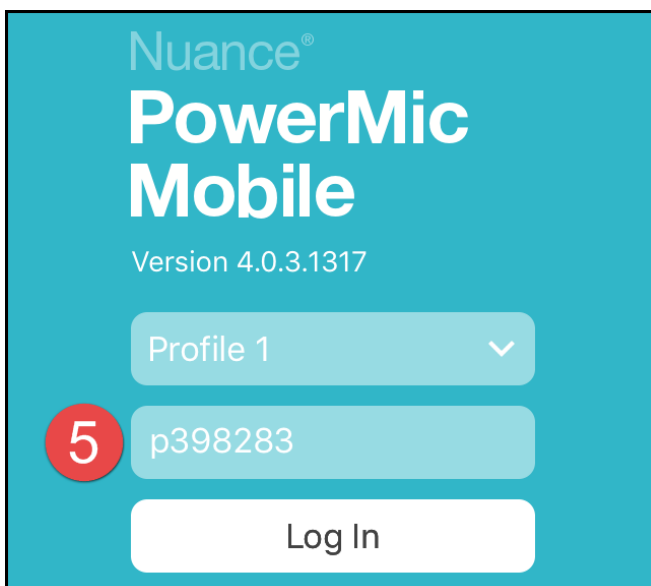 Nuance®
PowerMic
Mobile
Version 4.0.3.1317
Profile 1
5 p398283
Log In